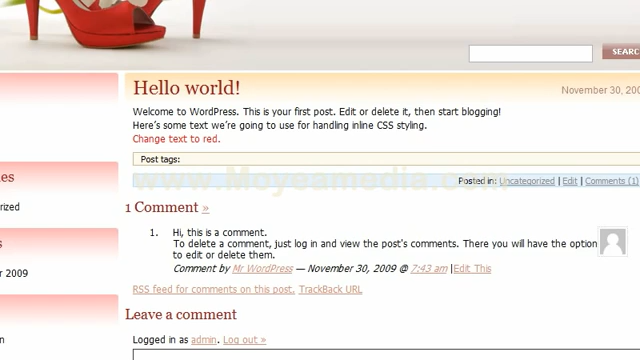 SEARC
Hello world!
November 30, 200
Welcome to WordPress. This is your first post. Edit or delete it, then start blogging!
Here's some text we're going to use for handling inline CSS styling.
Change text to red.
Post tags:
www.Moyeamedia.com
Posted in: Uncategorized | Edit | Comments (1)
es
rized
1 Comment »
1. Hi, this is a comment.
To delete a comment, just log in and view the post's comments. There you will have the option
to edit or delete them.
Comment by Mr WordPress — November 30, 2009 @ 7:43 am |Edit This
s
r 2009
RSS feed for comments on this post. TrackBack URL
Leave a comment
n
Logged in as admin. Log out »